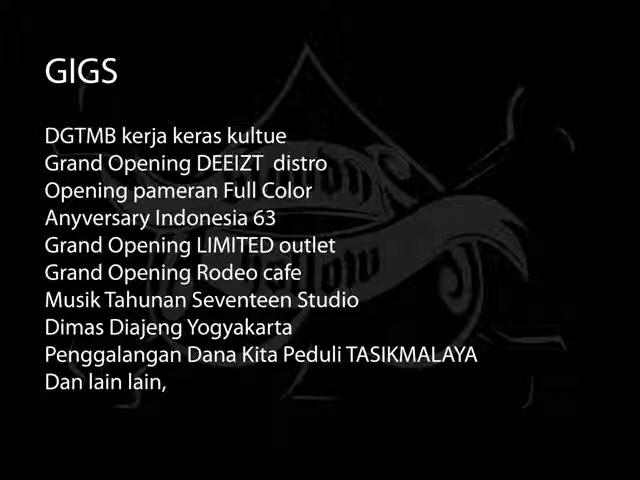 GIGS
DGTMB kerja keras kultue
Grand Opening DEEIZT distro
Opening pameran Full Color
Anyversary Indonesia 63
Grand Opening LIMITED outlet
Grand Opening Rodeo cafe
Musik Tahunan Seventeen Studio
Dimas Diajeng Yogyakarta
Penggalangan Dana Kita Peduli TASIKMALAYA
Dan lain lain,